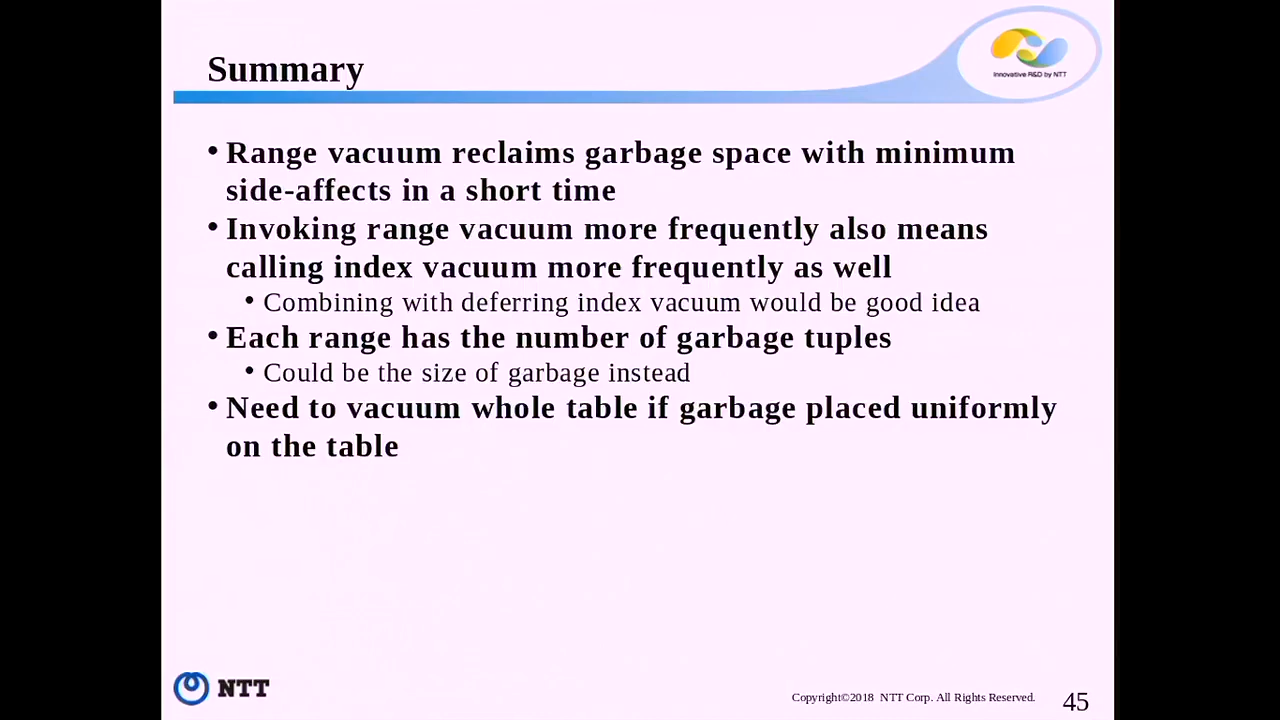 Summary
Innovative R&D by NTT
• Range vacuum reclaims garbage space with minimum
side-affects in a short time
• Invoking range vacuum more frequently also means
calling index vacuum more frequently as well
• Combining with deferring index vacuum would be good idea
• Each range has the number of garbage tuples
• Could be the size of garbage instead
• Need to vacuum whole table if garbage placed uniformly
on the table
NTT
Copyright©2018 NTT Corp. All Rights Reserved.
45